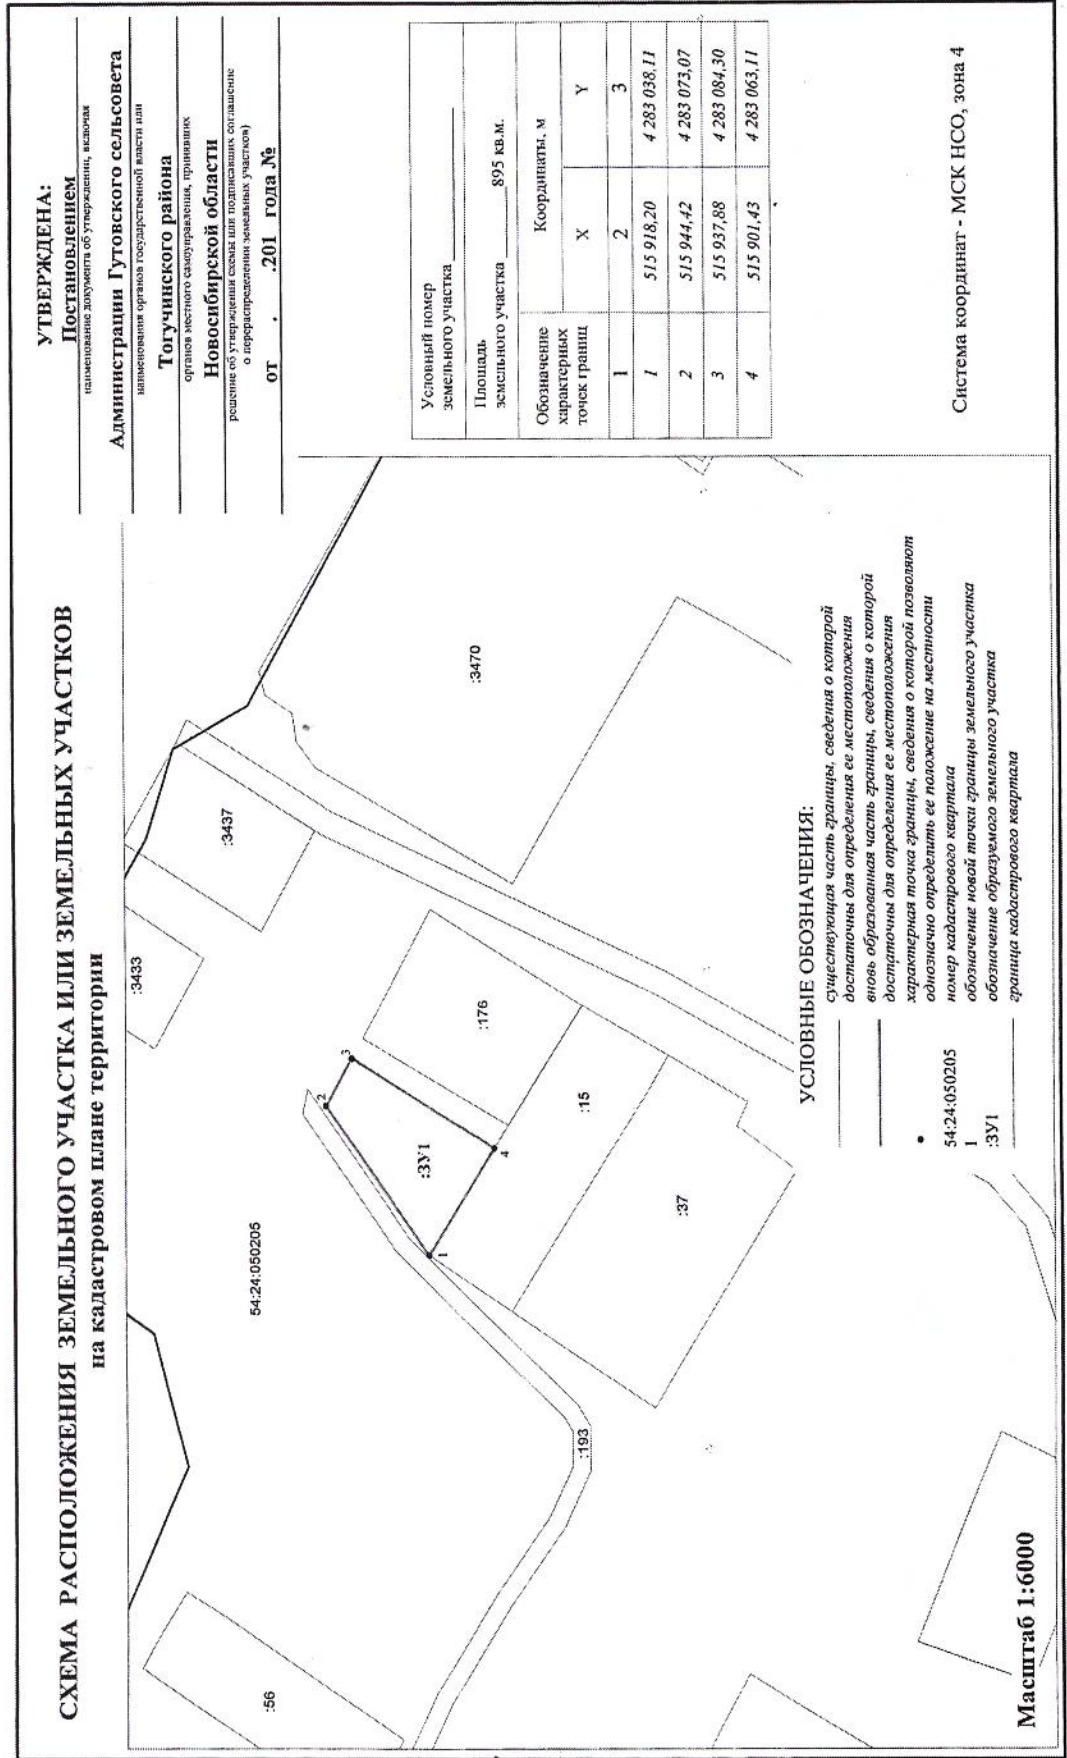 УТВЕРЖДЕНА:
Постановлением
наименование документа об утверждении, включая
Администрации Гутовского сельсовета
наименования органов государственной власти или
Тогучинского района
органов местного самоуправления, принявших
Новосибирской области
решение об утверждении схемы или подписавших соглашение
о перераспределении земельных участков)
от . .201 года №
СХЕМА РАСПОЛОЖЕНИЯ ЗЕМЕЛЬНОГО УЧАСТКА ИЛИ ЗЕМЕЛЬНЫХ УЧАСТКОВ
на кадастровом плане территории
:3433
:3437
:3470
54:24:050205
:56
:193
:176
:15
:37
:ЗУ1
1
2
3
4
Условный номер
земельного участка
Площадь
земельного участка 895 кв.м.
Обозначение характерных точек границ
Координаты, м
X Y
1 2 3
1 515 918,20 4 283 038,11
2 515 944,42 4 283 073,07
3 515 937,88 4 283 084,30
4 515 901,43 4 283 063,11
Система координат - МСК НСО, зона 4
УСЛОВНЫЕ ОБОЗНАЧЕНИЯ:
существующая часть границы, сведения о которой
достаточны для определения ее местоположения
вновь образованная часть границы, сведения о которой
достаточны для определения ее местоположения
характерная точка границы, сведения о которой позволяют
однозначно определить ее положение на местности
54:24:050205 номер кадастрового квартала
1 обозначение новой точки границы земельного участка
:ЗУ1 обозначение образуемого земельного участка
граница кадастрового квартала
Масштаб 1:6000